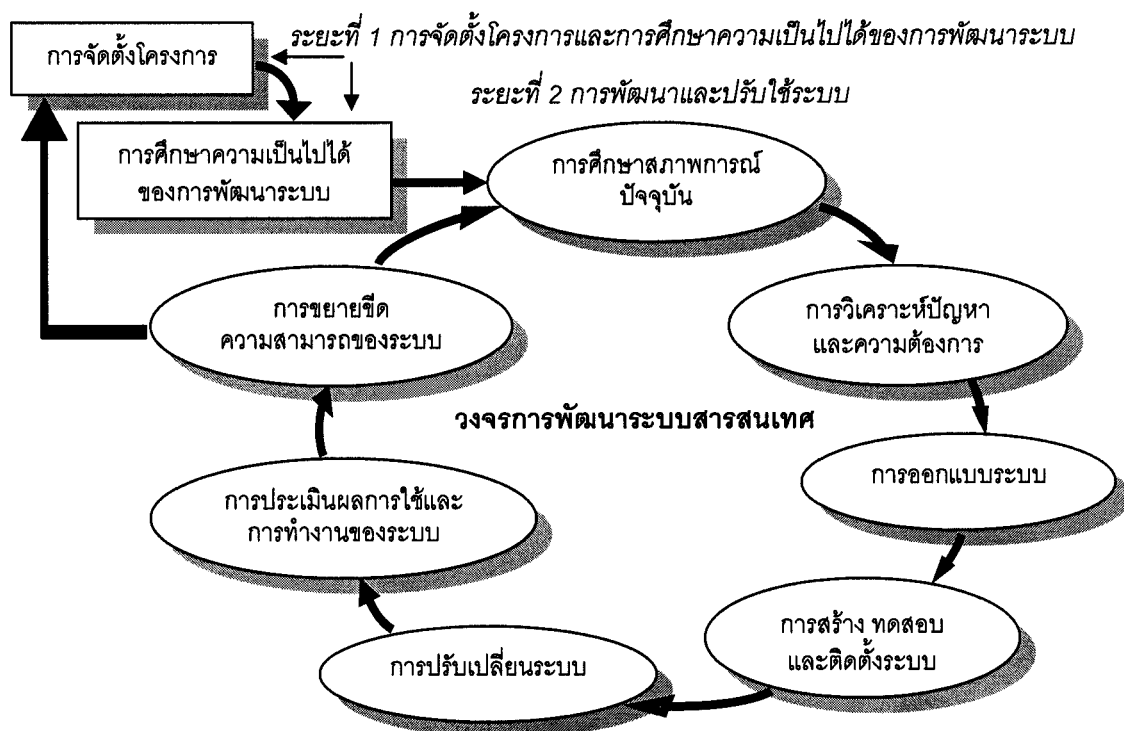 ระยะที่ 1 การจัดตั้งโครงการและการศึกษาความเป็นไปได้ของการพัฒนาระบบ
การจัดตั้งโครงการ
ระยะที่ 2 การพัฒนาและปรับใช้ระบบ
การศึกษาความเป็นไปได้
ของการพัฒนาระบบ
การศึกษาสภาพการณ์
ปัจจุบัน
การวิเคราะห์ปัญหา
และความต้องการ
การขยายขีด
ความสามารถของระบบ
วงจรการพัฒนาระบบสารสนเทศ
การออกแบบระบบ
การประเมินผลการใช้และ
การทำงานของระบบ
การสร้าง ทดสอบ
และติดตั้งระบบ
การปรับเปลี่ยนระบบ